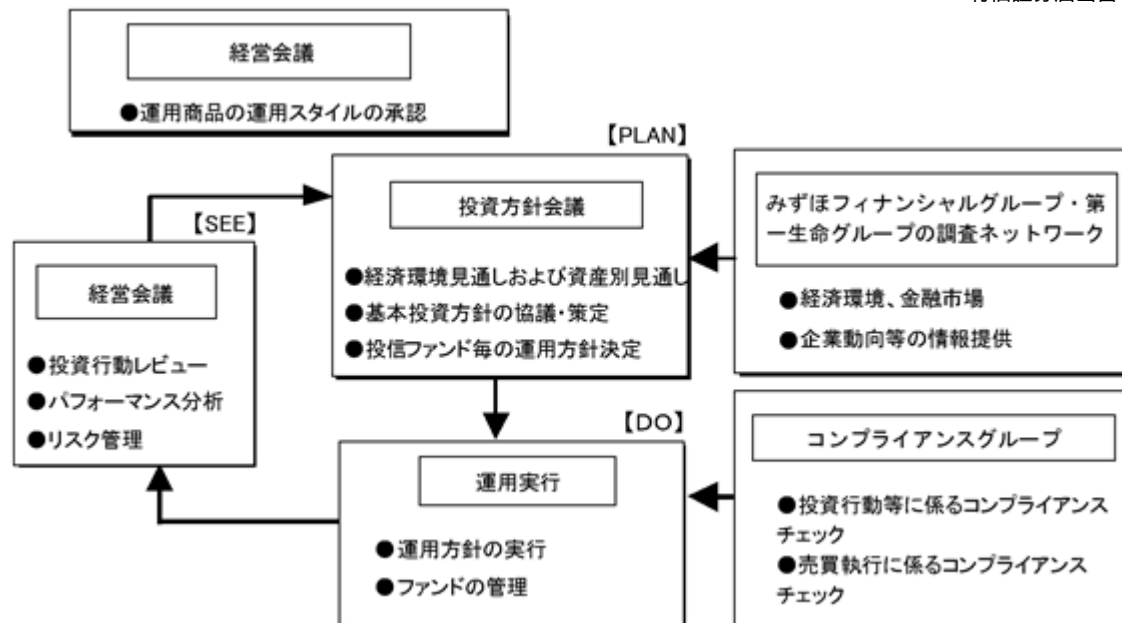 経営会議
●運用商品の運用スタイルの承認
【PLAN】
投資方針会議
●経済環境見通しおよび資産別見通し
●基本投資方針の協議・策定
●投信ファンド毎の運用方針決定
みずほフィナンシャルグループ・第
一生命グループの調査ネットワーク
●経済環境、金融市場
●企業動向等の情報提供
【SEE】
経営会議
●投資行動レビュー
●パフォーマンス分析
●リスク管理
【DO】
運用実行
●運用方針の実行
●ファンドの管理
コンプライアンスグループ
●投資行動等に係るコンプライアンス
チェック
●売買執行に係るコンプライアンス
チェック